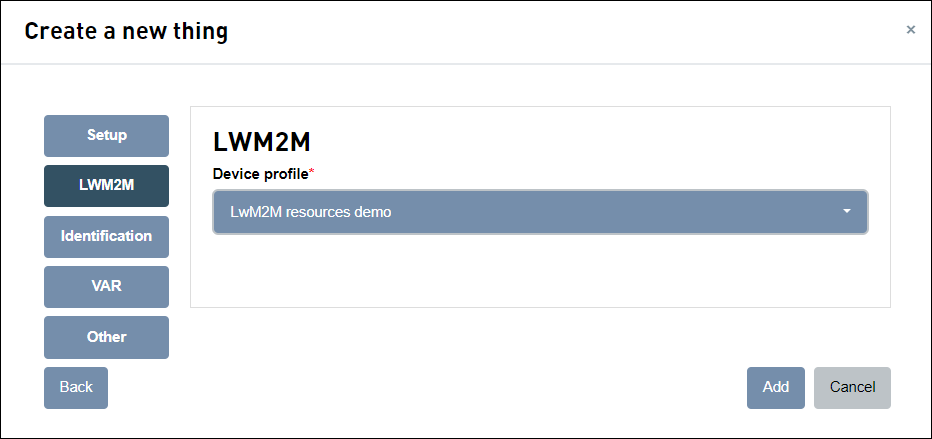 Create a new thing
×
Setup
LWM2M
Identification
VAR
Other
Back
LWM2M
Device profile*
LwM2M resources demo
Add
Cancel